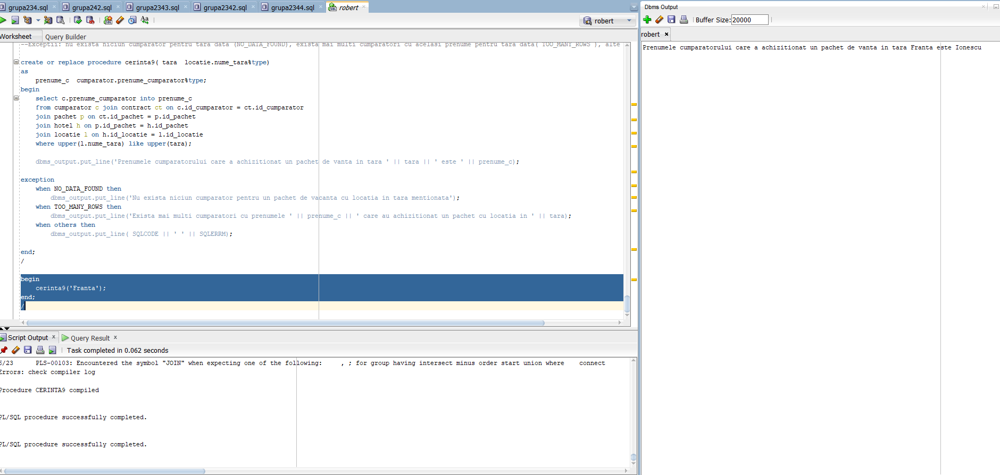 grupa234.sql grupa242.sql grupa2343.sql grupa2342.sql grupa2344.sql robert
robert
Worksheet Query Builder
--Exceptii: nu exista niciun cumparator pentru tara data (NO_DATA_FOUND), exista mai multi cumparatori cu acelasi prenume pentru tara data( TOO_MANY_ROWS ), alte
create or replace procedure cerinta9( tara  locatie.nume_tara%type)
as
    prenume_c  cumparator.prenume_cumparator%type;
begin
    select c.prenume_cumparator into prenume_c
    from cumparator c join contract ct on c.id_cumparator = ct.id_cumparator
    join pachet p on ct.id_pachet = p.id_pachet
    join hotel h on p.id_pachet = h.id_pachet
    join locatie l on h.id_locatie = l.id_locatie
    where upper(l.nume_tara) like upper(tara);
    dbms_output.put_line('Prenumele cumparatorului care a achizitionat un pachet de vanta in tara ' || tara || ' este ' || prenume_c);
exception
    when NO_DATA_FOUND then
        dbms_output.put_line('Nu exista niciun cumparator pentru un pachet de vacanta cu locatia in tara mentionata');
    when TOO_MANY_ROWS then
        dbms_output.put_line('Exista mai multi cumparatori cu prenumele ' || prenume_c || ' care au achizitionat un pachet cu locatia in ' || tara);
    when others then
        dbms_output.put_line( SQLCODE || ' ' || SQLERRM);
end;
/
begin
    cerinta9('Franta');
end;
/
Script Output x Query Result x
Task completed in 0.062 seconds
6/23      PLS-00103: Encountered the symbol "JOIN" when expecting one of the following:     , ; for group having intersect minus order start union where    connect
Errors: check compiler log
Procedure CERINTA9 compiled
PL/SQL procedure successfully completed.
PL/SQL procedure successfully completed.
Dbms Output
Buffer Size: 20000
robert ×
Prenumele cumparatorului care a achizitionat un pachet de vanta in tara Franta este Ionescu